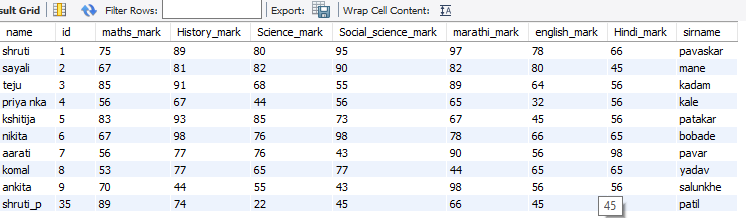 sult Grid Filter Rows: Export: Wrap Cell Content:
name id maths_mark History_mark Science_mark Social_science_mark marathi_mark english_mark Hindi_mark sirname
shruti 1 75 89 80 95 97 78 66 pavaskar
sayali 2 67 81 82 90 82 80 45 mane
teju 3 85 91 68 55 89 64 56 kadam
priya nka 4 56 67 44 56 65 32 56 kale
kshitija 5 83 93 85 73 67 45 56 patakar
nikita 6 67 98 76 98 78 66 65 bobade
aarati 7 56 77 76 43 90 56 98 pavar
komal 8 53 77 65 77 44 65 65 yadav
ankita 9 70 44 55 43 98 56 56 salunkhe
shruti_p 35 89 74 22 45 66 45 45 patil